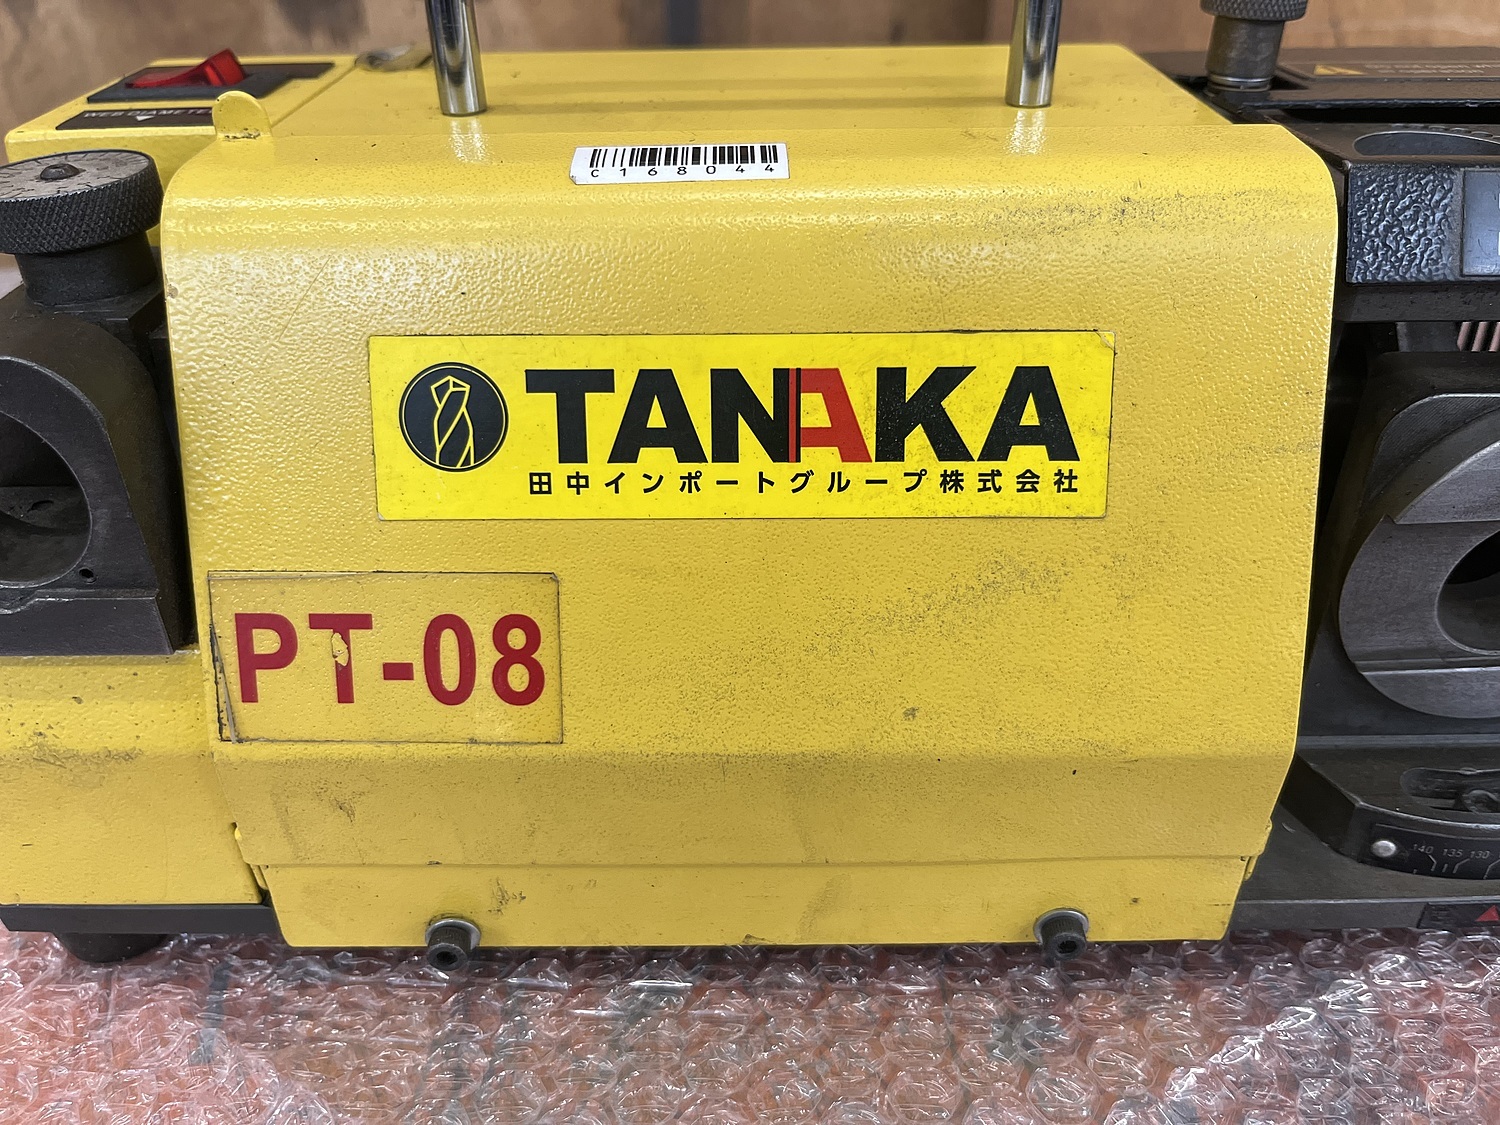 WEB DIAMETER
C168044
TANAKA
田中インポートグループ株式会社
PT-08
140 135 130